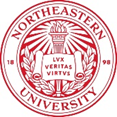 NORTHEASTERN
18 98
LVX
VERITAS
VIRTVS
UNIVERSITY